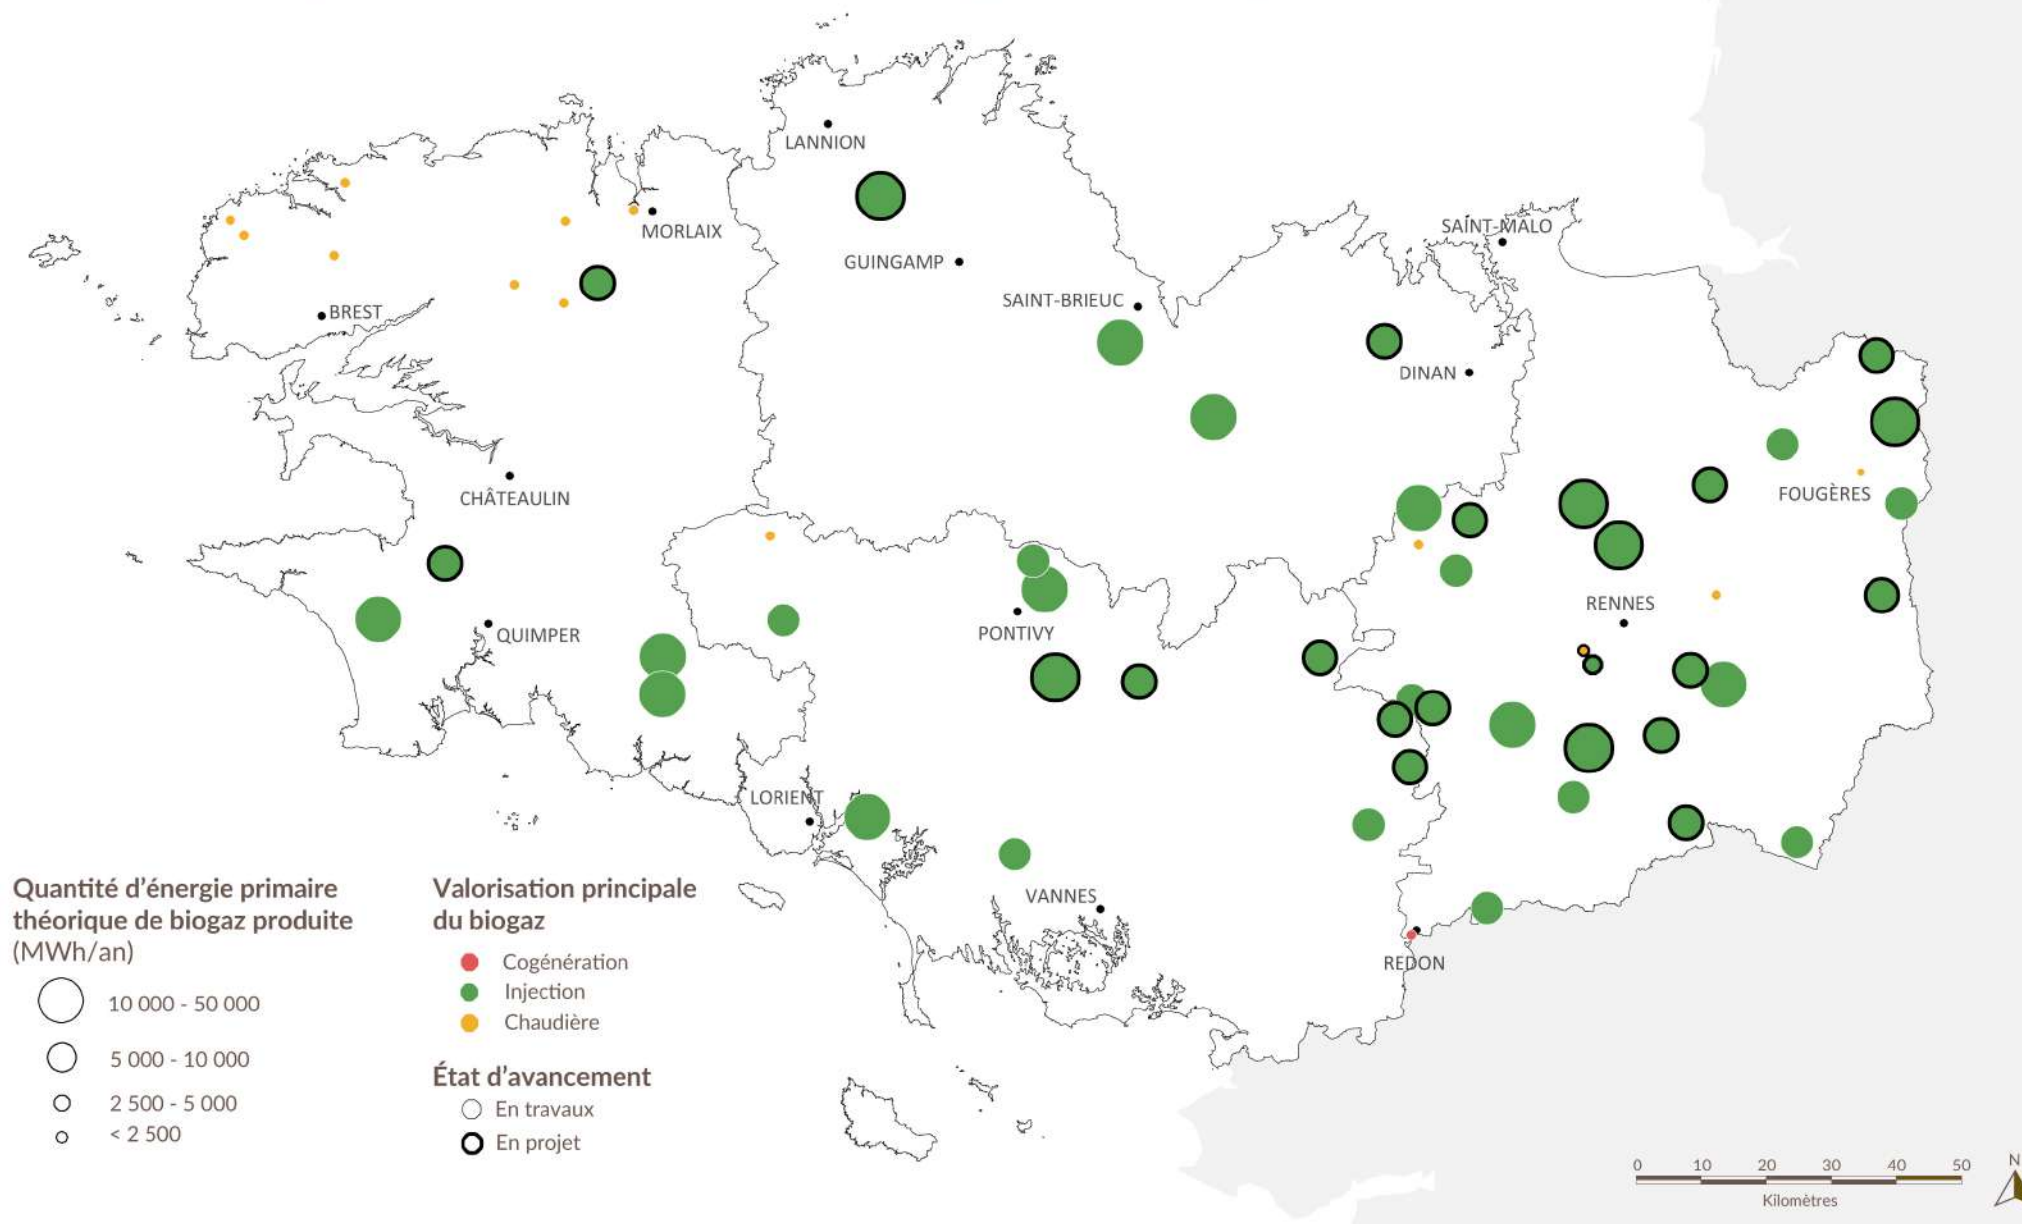 LANNION
MORLAIX
GUINGAMP
SAINT-MALO
SAINT-BRIEUC
BREST
DINAN
CHÂTEAULIN
FOUGÈRES
RENNES
QUIMPER
PONTIVY
LORIENT
VANNES
REDON
Quantité d'énergie primaire
théorique de biogaz produite
(MWh/an)
10 000 - 50 000
5 000 - 10 000
2 500 - 5 000
< 2 500
Valorisation principale
du biogaz
Cogénération
Injection
Chaudière
État d'avancement
En travaux
En projet
0 10 20 30 40 50
Kilomètres
N